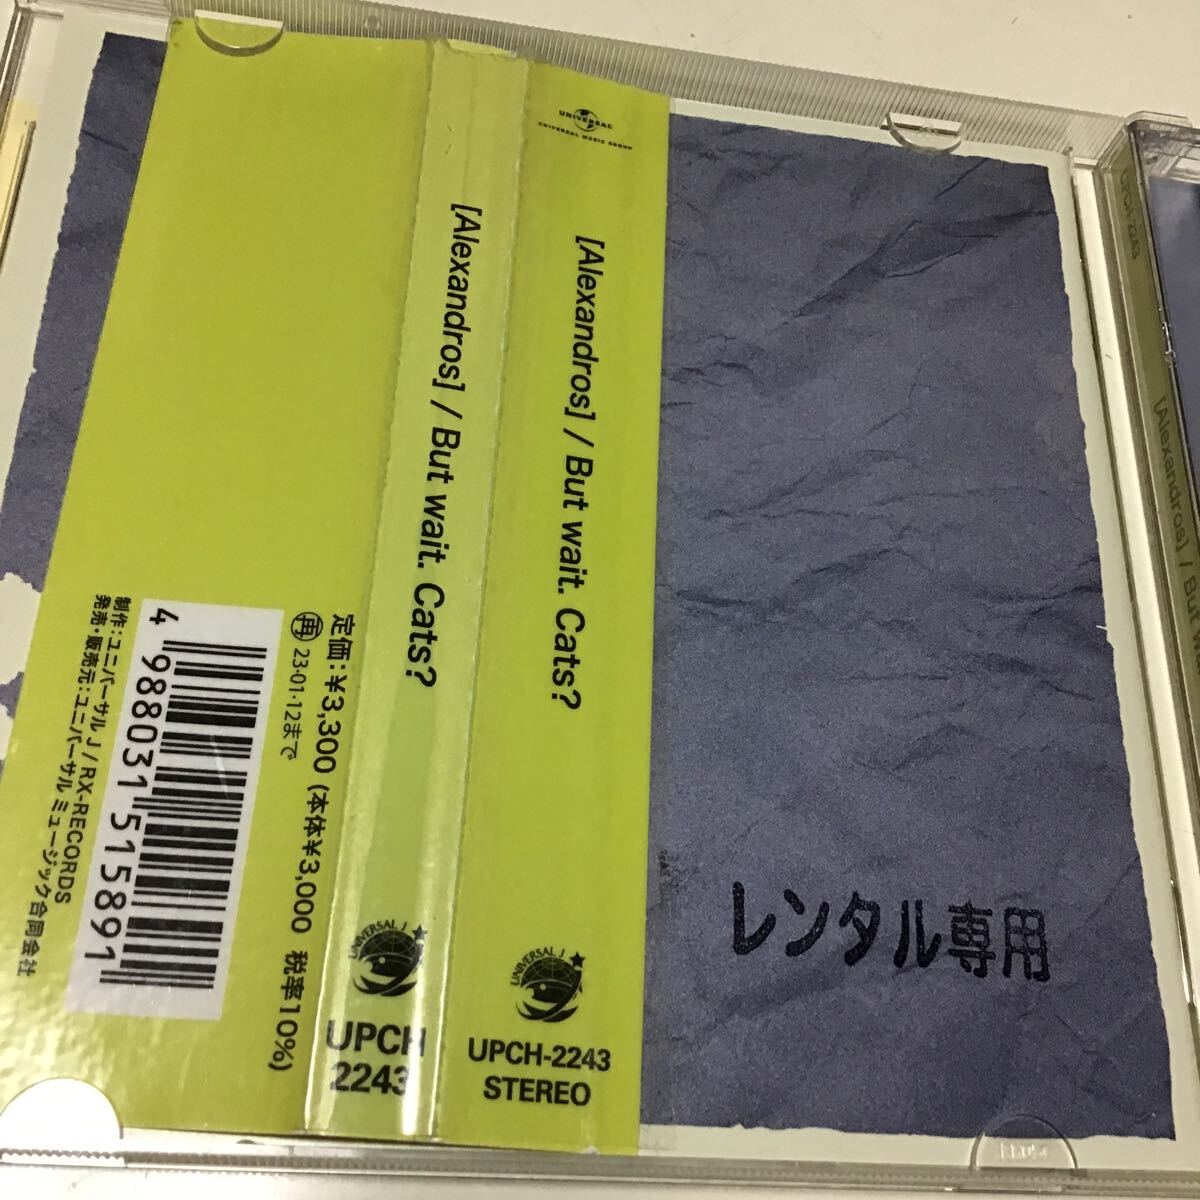 UNIVERSAL
UNIVERSAL MUSIC GROUP
[Alexandros] / But wait. Cats?
UNIVERSAL J
UPCH-2243
STEREO
[Alexandros] / But wait. Cats?
UNIVERSAL J
UPCH
2243
定価:¥3,300 (本体¥3,000 税率10%)
再 23・01・12まで
4 988031 515891
制作:ユニバーサル J / RX-RECORDS
発売・販売元:ユニバーサル ミュージック合同会社
レンタル専用
UPCH-2243
[Alexandros] / But